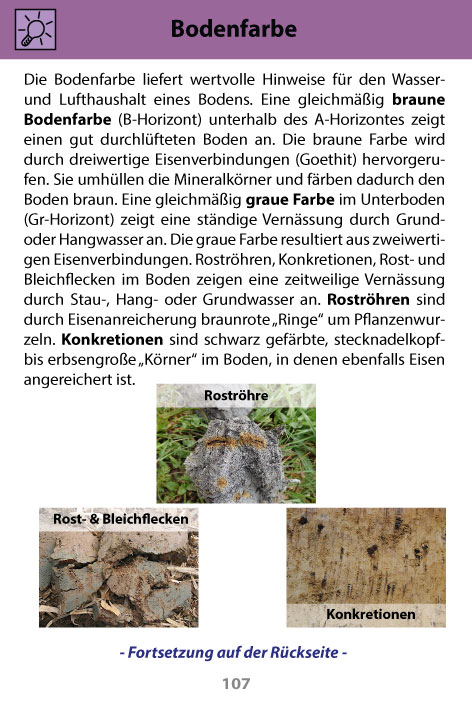 Bodenfarbe
Die Bodenfarbe liefert wertvolle Hinweise für den Wasser-
und Lufthaushalt eines Bodens. Eine gleichmäßig braune
Bodenfarbe (B-Horizont) unterhalb des A-Horizontes zeigt
einen gut durchlüfteten Boden an. Die braune Farbe wird
durch dreiwertige Eisenverbindungen (Goethit) hervorgeru-
fen. Sie umhüllen die Mineralkörner und färben dadurch den
Boden braun. Eine gleichmäßig graue Farbe im Unterboden
(Gr-Horizont) zeigt eine ständige Vernässung durch Grund-
oder Hangwasser an. Die graue Farbe resultiert aus zweiwerti-
gen Eisenverbindungen. Roströhren, Konkretionen, Rost- und
Bleichflecken im Boden zeigen eine zeitweilige Vernässung
durch Stau-, Hang- oder Grundwasser an. Roströhren sind
durch Eisenanreicherung braunrote „Ringe“ um Pflanzenwur-
zeln. Konkretionen sind schwarz gefärbte, stecknadelkopf-
bis erbsengroße „Körner“ im Boden, in denen ebenfalls Eisen
angereichert ist.
Roströhre
Rost- & Bleichflecken
Konkretionen
- Fortsetzung auf der Rückseite -
107